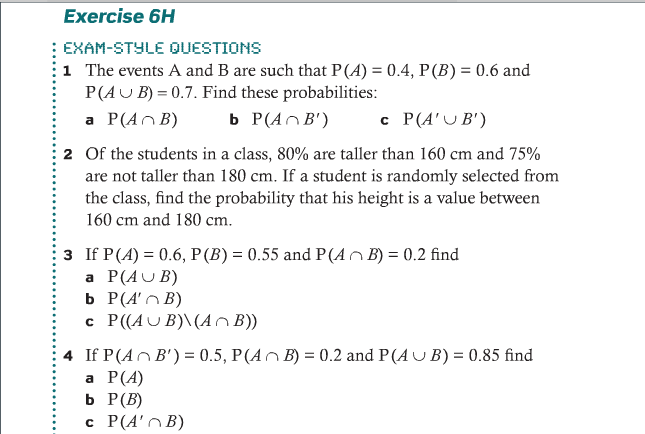 Exercise 6H
EXAM-STYLE QUESTIONS
1 The events A and B are such that P(A) = 0.4, P(B) = 0.6 and
P(A ∪ B) = 0.7. Find these probabilities:
a P(A ∩ B) b P(A ∩ B′) c P(A′ ∪ B′)
2 Of the students in a class, 80% are taller than 160 cm and 75%
are not taller than 180 cm. If a student is randomly selected from
the class, find the probability that his height is a value between
160 cm and 180 cm.
3 If P(A) = 0.6, P(B) = 0.55 and P(A ∩ B) = 0.2 find
a P(A ∪ B)
b P(A′ ∩ B)
c P((A ∪ B)\(A ∩ B))
4 If P(A ∩ B′) = 0.5, P(A ∩ B) = 0.2 and P(A ∪ B) = 0.85 find
a P(A)
b P(B)
c P(A′ ∩ B)